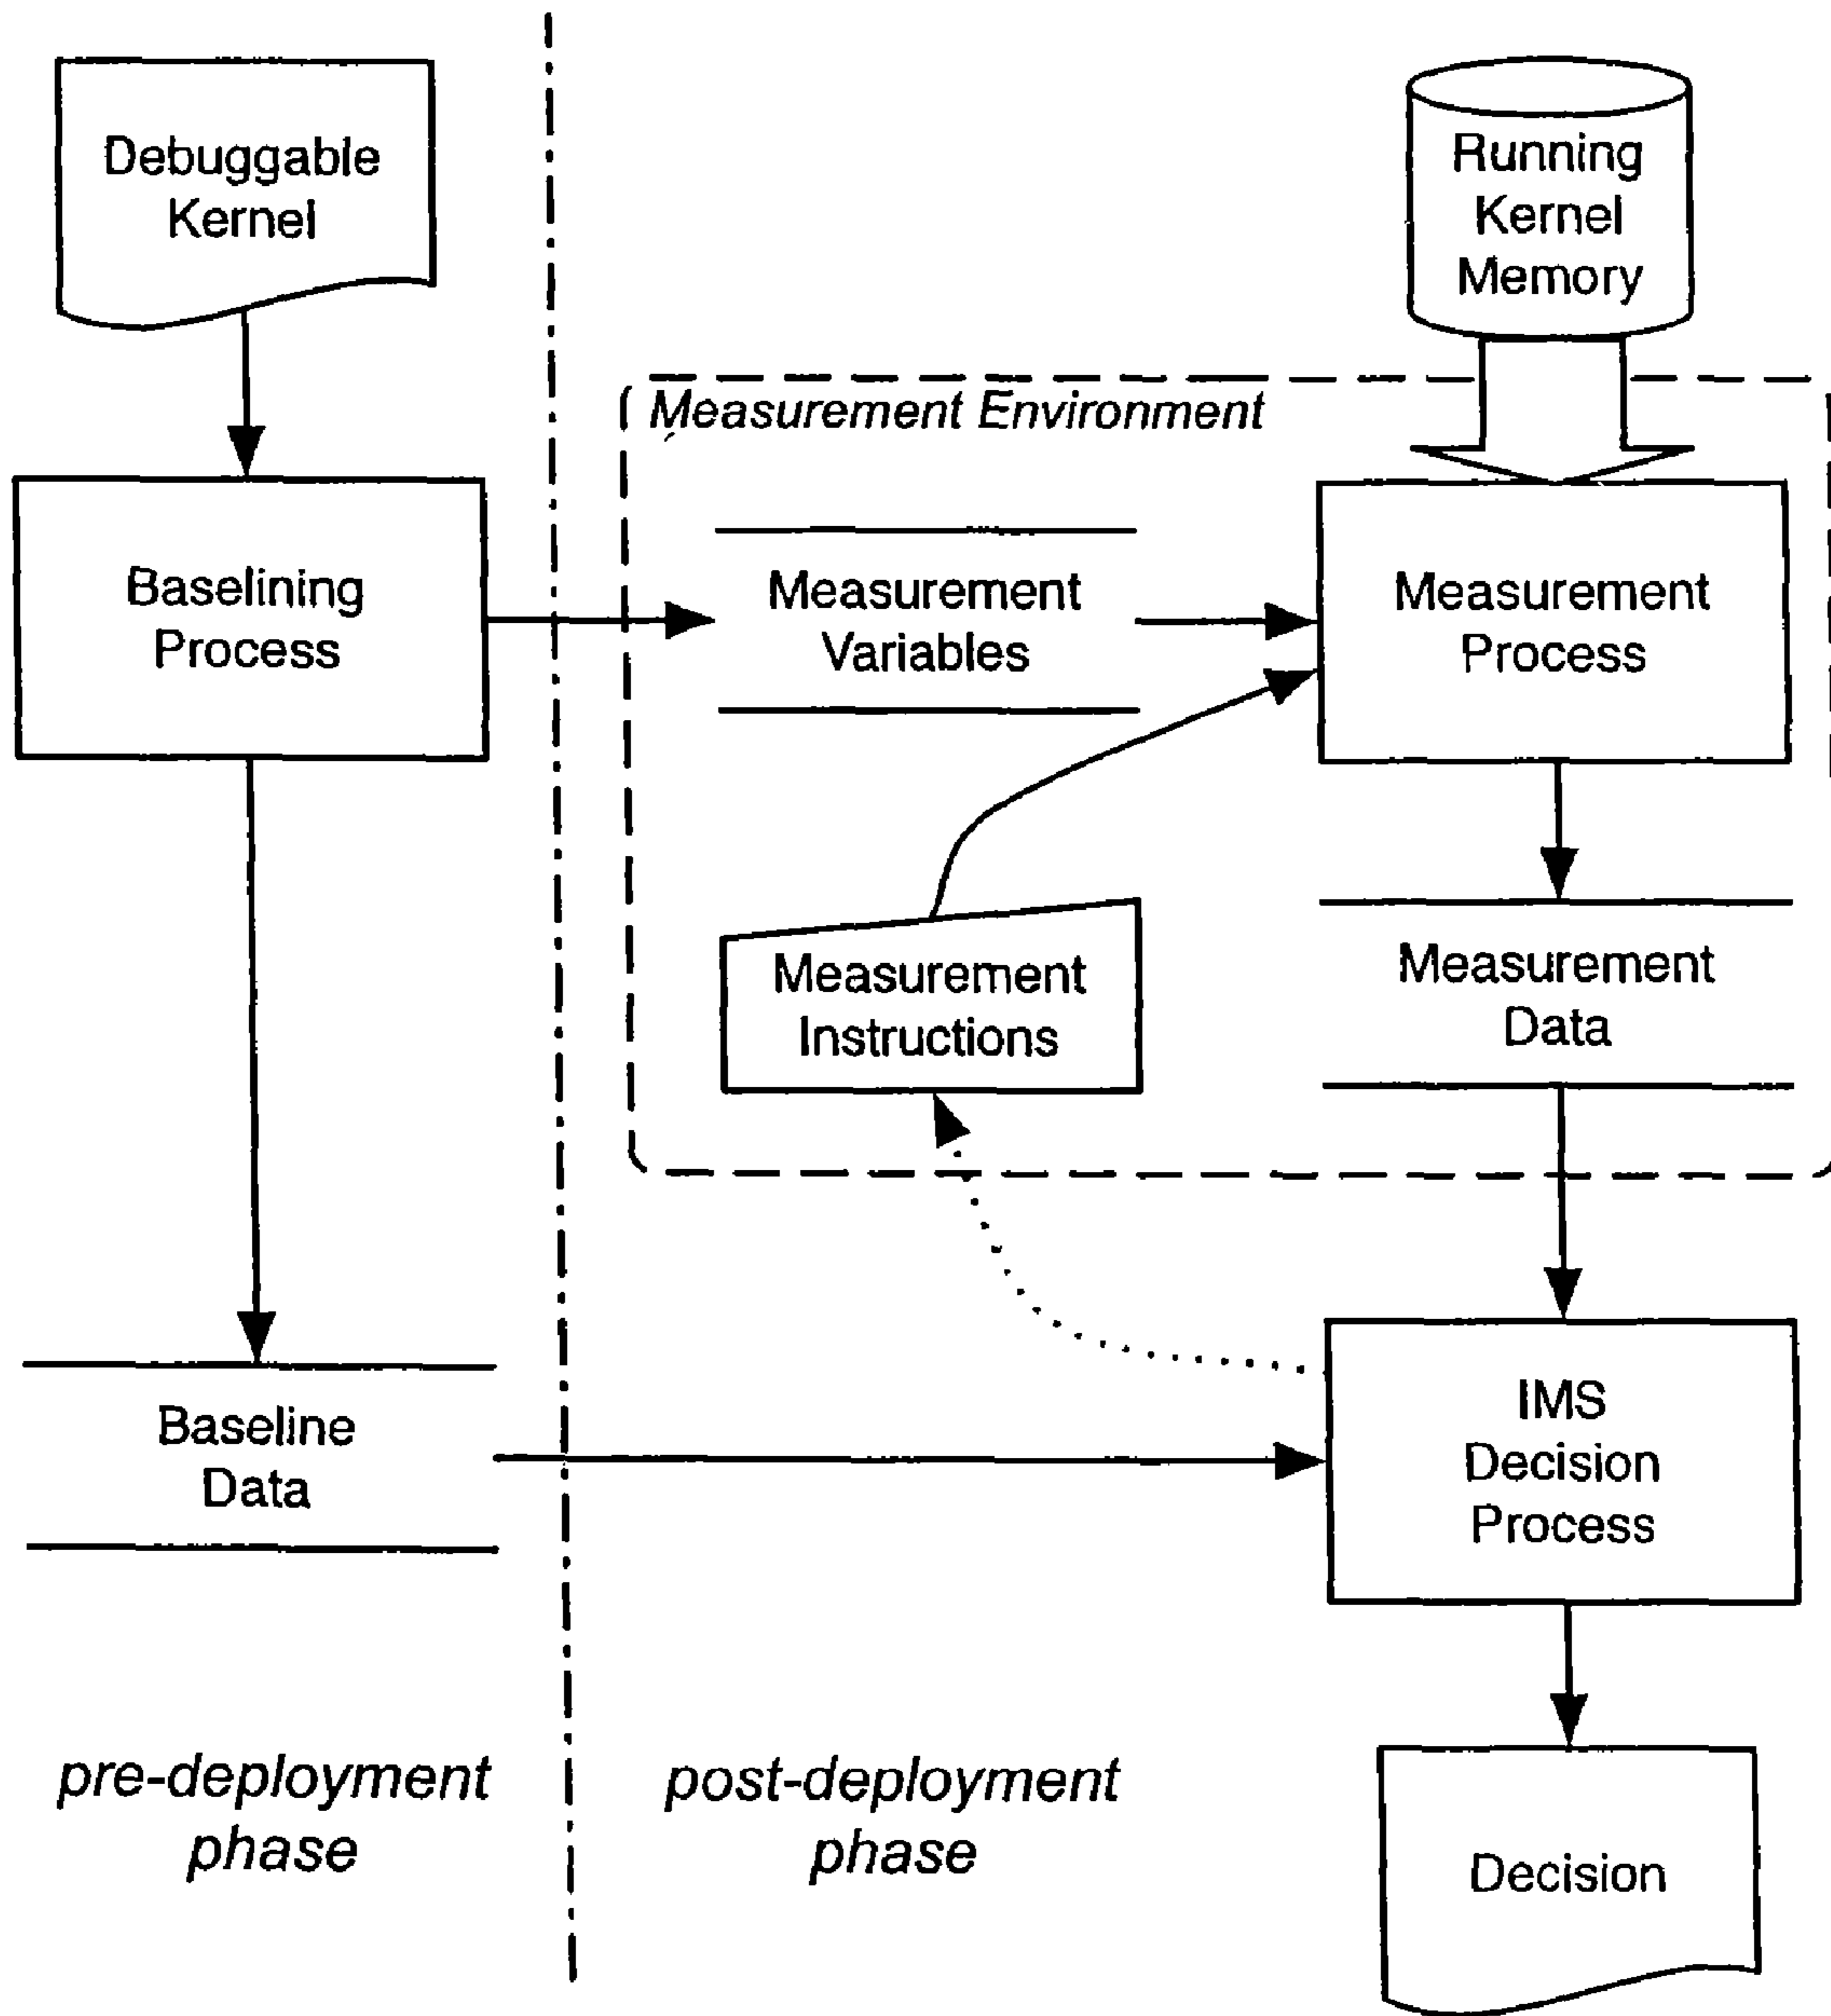 Debuggable
Kernel
Running
Kernel
Memory
Measurement Environment
Baselining
Process
Measurement
Variables
Measurement
Process
Measurement
Instructions
Measurement
Data
Baseline
Data
IMS
Decision
Process
pre-deployment
phase
post-deployment
phase
Decision